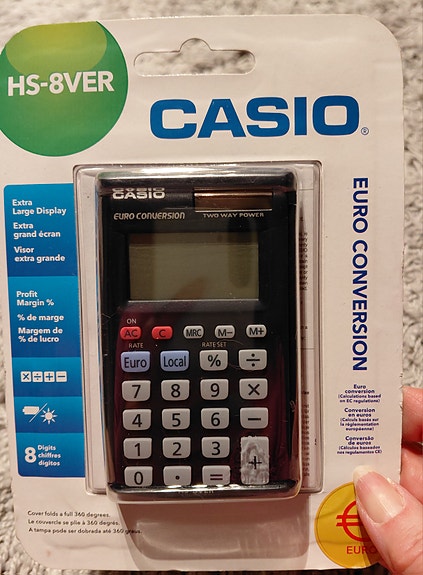 HS-8VER
CASIO®
EURO CONVERSION
Extra
Large Display
Extra
grand écran
Visor
extra grande
Profit
Margin %
% de marge
Margem de
% de lucro
× ÷ + −
8 Digits
chiffres
dígitos
CASIO
EURO CONVERSION TWO WAY POWER
ON
AC C MRC M− M+
RATE RATE SET
Euro Local % ÷
7 8 9 ×
4 5 6 −
1 2 3 +
0 · =
Euro
conversion
(Calculations based
on EC regulations)
Conversion
en euros
(Calculs basés sur
la réglementation
européenne)
Conversão
de euros
(Cálculos baseados
nos regulamentos CE)
Cover folds a full 360 degrees.
Le couvercle se plie à 360 degrés.
A tampa pode ser dobrada até 360 graus.
€
EURO